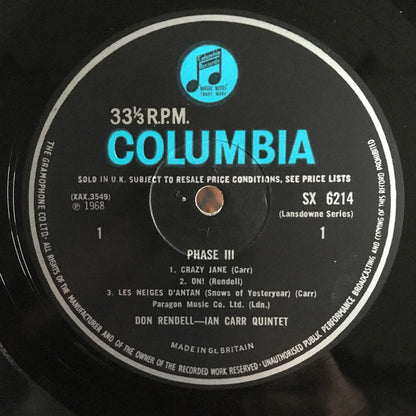 Columbia
Records
MAGIC NOTES
TRADE MARK
33⅓ R.P.M.
COLUMBIA
SOLD IN U.K. SUBJECT TO RESALE PRICE CONDITIONS, SEE PRICE LISTS
(XAX.3549)
℗ 1968
SX 6214
(Lansdowne Series)
1
1
PHASE III
1. CRAZY JANE (Carr)
2. ON! (Rendell)
3. LES NEIGES D'ANTAN (Snows of Yesteryear) (Carr)
Paragon Music Co. Ltd. (Ldn.)
DON RENDELL—IAN CARR QUINTET
MADE IN Gt. BRITAIN
THE GRAMOPHONE CO. LTD. · ALL RIGHTS OF THE MANUFACTURER AND OF THE OWNER OF THE RECORDED WORK RESERVED · UNAUTHORISED PUBLIC PERFORMANCE BROADCASTING AND COPYING OF THIS RECORD PROHIBITED